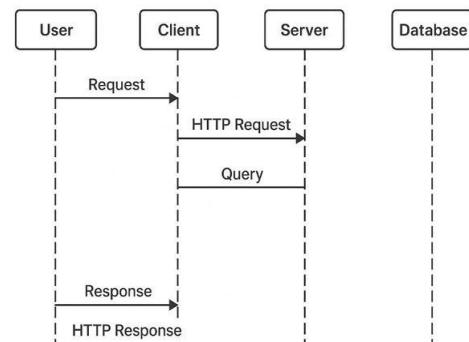 User
Client
Server
Database
Request
HTTP Request
Query
Response
HTTP Response